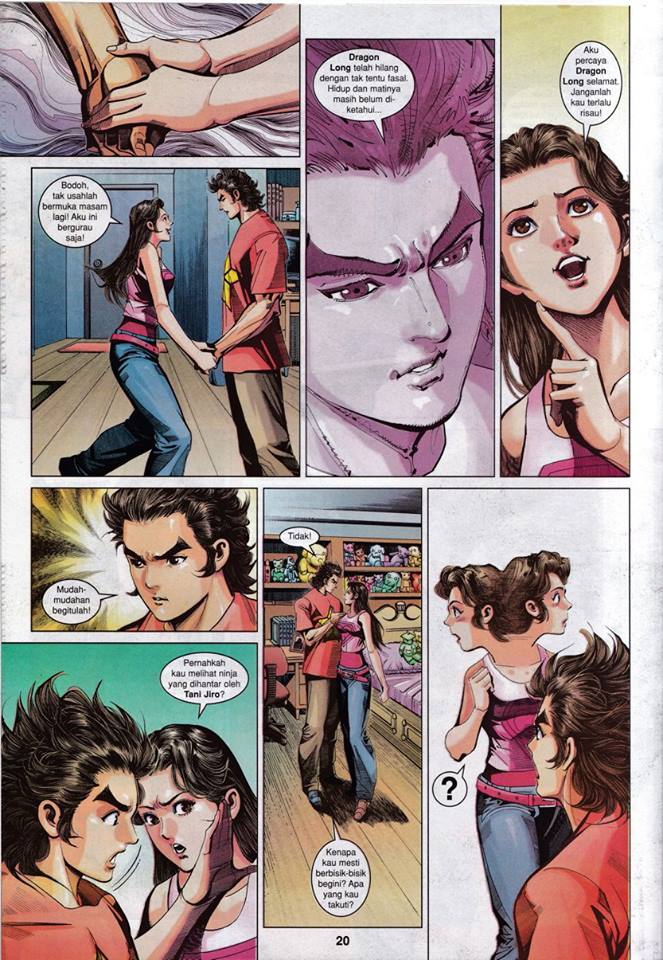 Bodoh,
tak usahlah
bermuka masam
lagi! Aku ini
bergurau
saja!
Dragon
Long telah hilang
dengan tak tentu fasal.
Hidup dan matinya
masih belum di-
ketahui...
Aku
percaya
Dragon
Long selamat.
Janganlah
kau terlalu
risau!
Mudah-
mudahan
begitulah!
Pernahkah
kau melihat ninja
yang dihantar oleh
Tani Jiro?
Tidak!
Kenapa
kau mesti
berbisik-bisik
begini? Apa
yang kau
takuti?
?
20